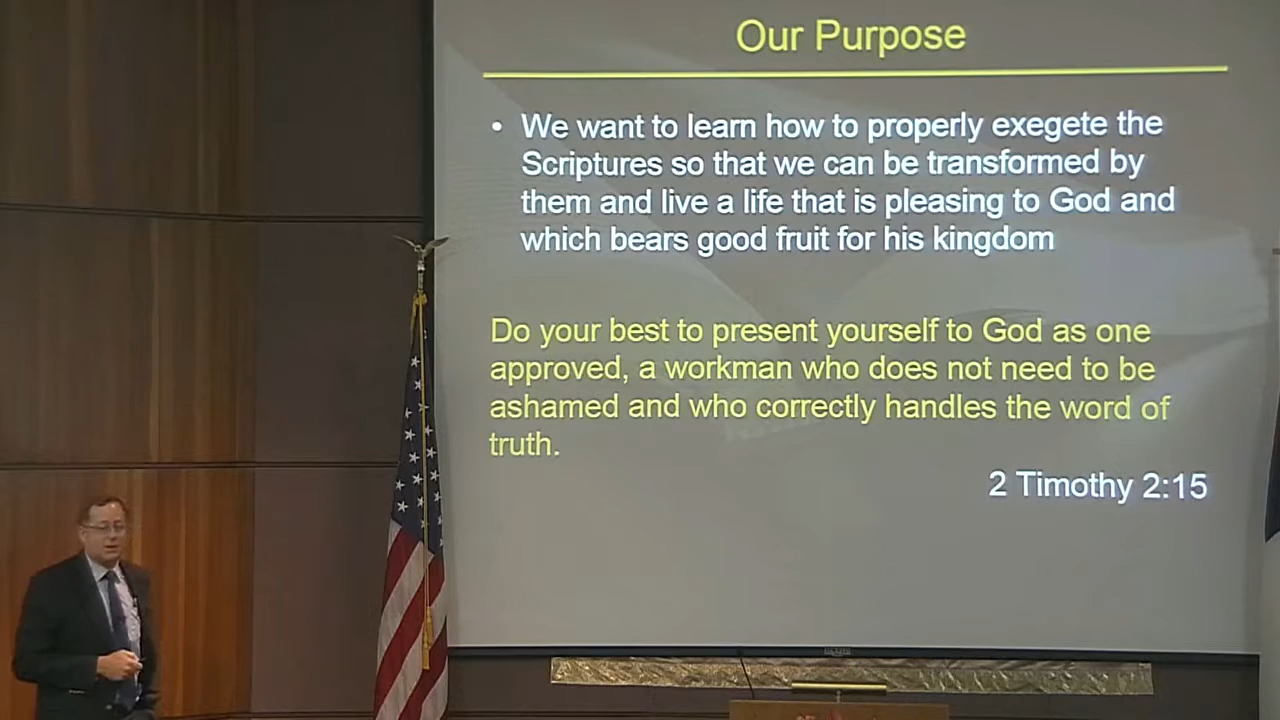 Our Purpose
• We want to learn how to properly exegete the
Scriptures so that we can be transformed by
them and live a life that is pleasing to God and
which bears good fruit for his kingdom
Do your best to present yourself to God as one
approved, a workman who does not need to be
ashamed and who correctly handles the word of
truth.
2 Timothy 2:15